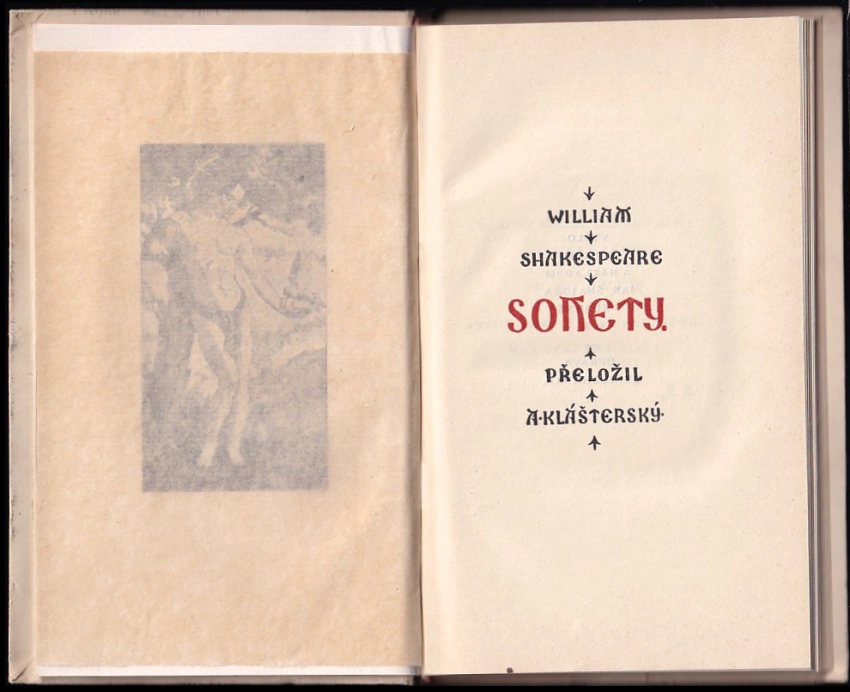 WILLIAM
SHAKESPEARE
SONETY.
PŘELOŽIL
A·KLÁŠTERSKÝ·